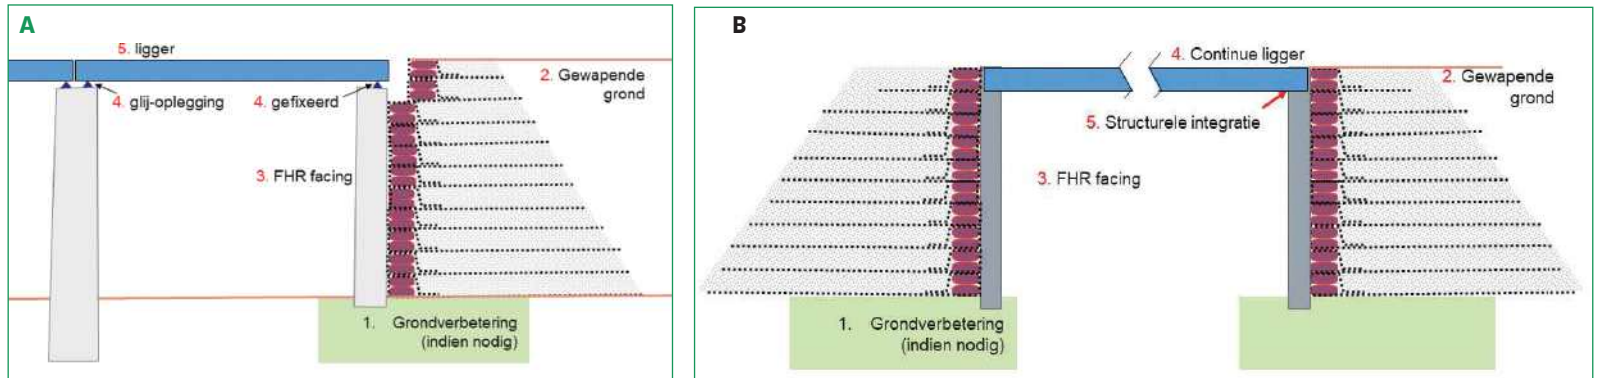 A
5. ligger
2. Gewapende
grond
4. glij-oplegging
4. gefixeerd
3. FHR facing
1. Grondverbetering
(indien nodig)
B
4. Continue ligger
2. Gewapende
grond
5. Structurele integratie
3. FHR facing
1. Grondverbetering
(indien nodig)